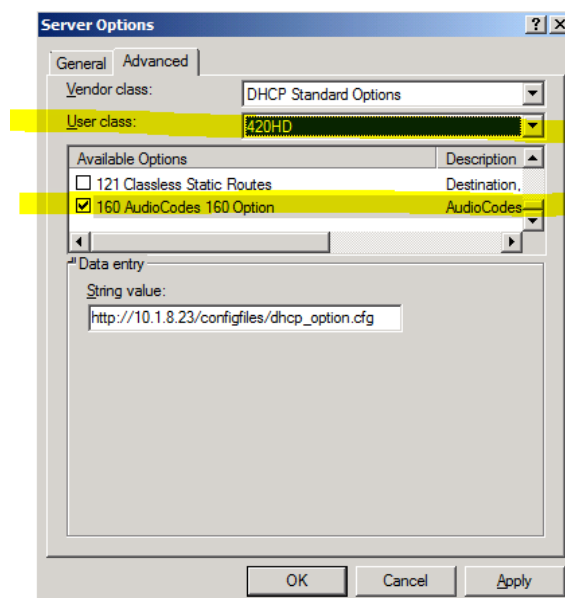 Server Options
General Advanced
Vendor class: DHCP Standard Options
User class: 420HD
Available Options Description
121 Classless Static Routes Destination,
160 AudioCodes 160 Option AudioCodes
Data entry
String value:
http://10.1.8.23/configfiles/dhcp_option.cfg
OK Cancel Apply